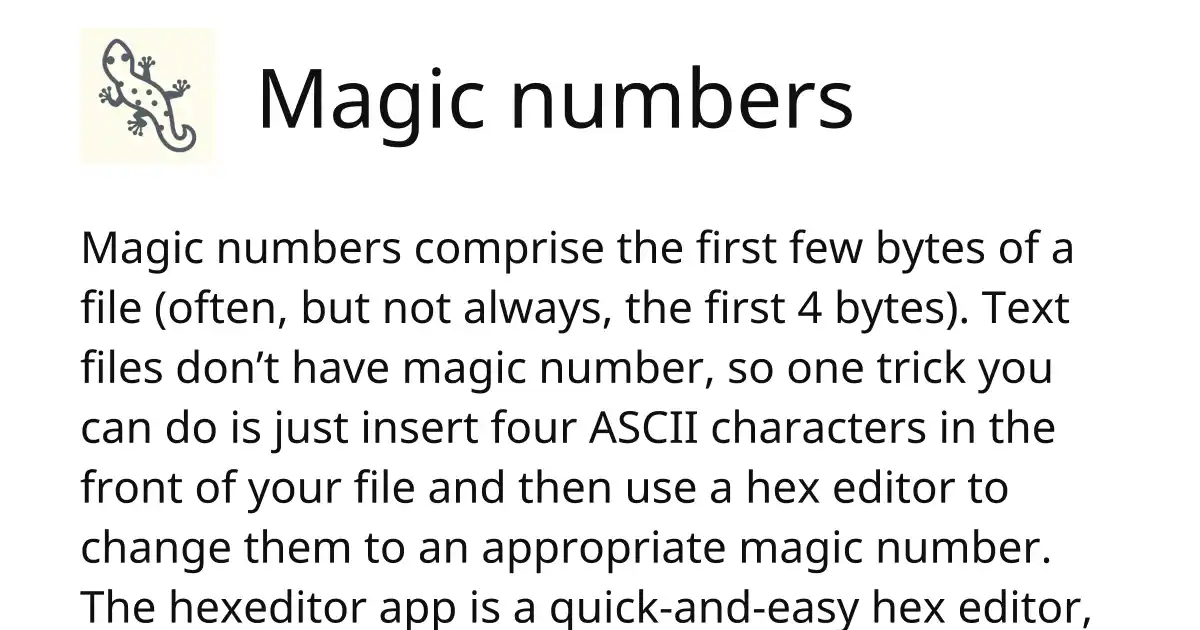 Magic numbers
Magic numbers comprise the first few bytes of a
file (often, but not always, the first 4 bytes). Text
files don’t have magic number, so one trick you
can do is just insert four ASCII characters in the
front of your file and then use a hex editor to
change them to an appropriate magic number.
The hexeditor app is a quick-and-easy hex editor,